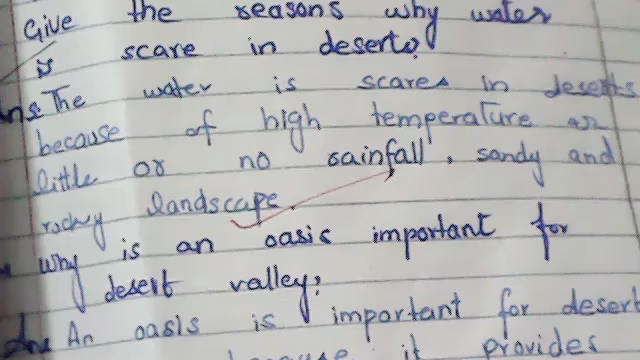 Give the reasons why water
is scare in deserts?
Ans The water is scares in deserts
because of high temperature or
little or no rainfall, sandy and
rocky landscape.
why is an oasis important for
desert valley?
Ans An oasis is important for desert
because it provides